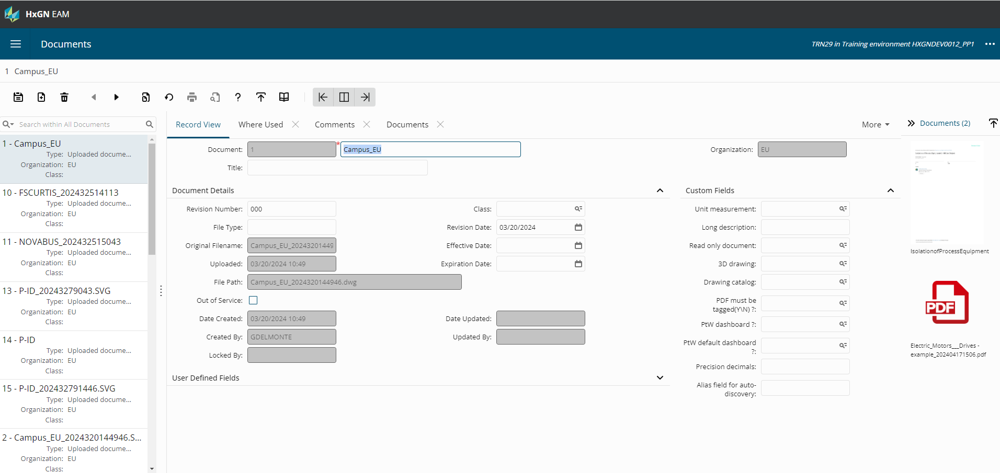 HxGN EAM
Documents
TRN29 in Training environment HXGNDEV0012_PP1
1 Campus_EU
Search within All Documents
1 - Campus_EU
Type: Uploaded docume...
Organization: EU
Class:
10 - FSCURTIS_202432514113
Type: Uploaded docume...
Organization: EU
Class:
11 - NOVABUS_202432515043
Type: Uploaded docume...
Organization: EU
Class:
13 - P-ID_20243279043.SVG
Type: Uploaded docume...
Organization: EU
Class:
14 - P-ID
Type: Uploaded docume...
Organization: EU
Class:
15 - P-ID_202432791446.SVG
Type: Uploaded docume...
Organization: EU
Class:
2 - Campus_EU_2024320144946.S...
Type: Uploaded docume...
Organization: EU
Class:
Record View Where Used Comments Documents More
Document: 1 * Campus_EU Organization: EU
Title:
Document Details
Revision Number: 000 Class:
File Type: Revision Date: 03/20/2024
Original Filename: Campus_EU_20243201449 Effective Date:
Uploaded: 03/20/2024 10:49 Expiration Date:
File Path: Campus_EU_2024320144946.dwg
Out of Service:
Date Created: 03/20/2024 10:49 Date Updated:
Created By: GDELMONTE Updated By:
Locked By:
User Defined Fields
Custom Fields
Unit measurement:
Long description:
Read only document:
3D drawing:
Drawing catalog:
PDF must be
tagged(Y\N) ?:
PtW dashboard ?:
PtW default dashboard
?:
Precision decimals:
Alias field for auto-
discovery:
Documents (2)
IsolationofProcessEquipment
PDF
Electric_Motors___Drives -
example_202404171506.pdf